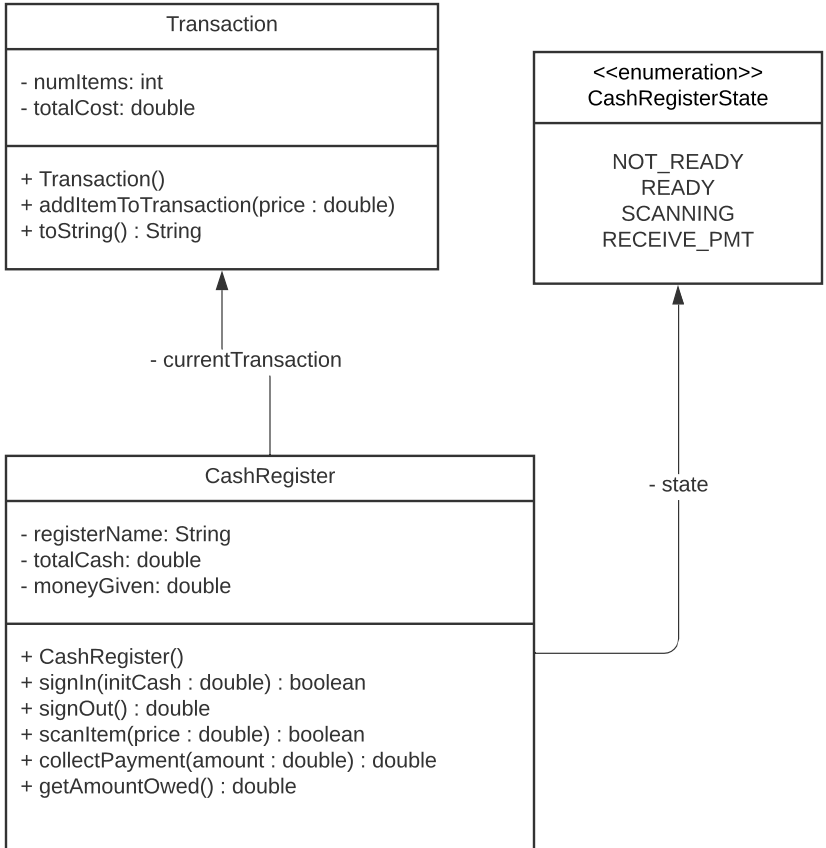 Transaction
- numItems: int
- totalCost: double
+ Transaction()
+ addItemToTransaction(price : double)
+ toString() : String
<<enumeration>>
CashRegisterState
NOT_READY
READY
SCANNING
RECEIVE_PMT
- currentTransaction
- state
CashRegister
- registerName: String
- totalCash: double
- moneyGiven: double
+ CashRegister()
+ signIn(initCash : double) : boolean
+ signOut() : double
+ scanItem(price : double) : boolean
+ collectPayment(amount : double) : double
+ getAmountOwed() : double